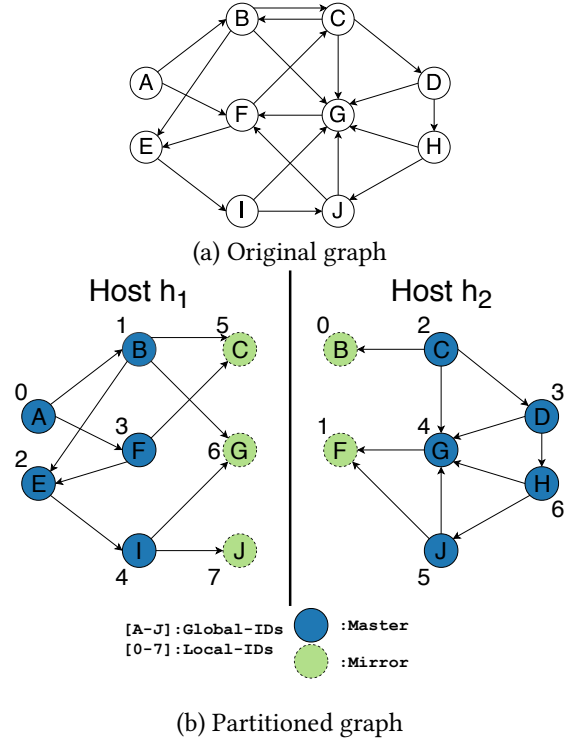 B C
A D
F G
E H
I J
(a) Original graph
Host h1 Host h2
1 5 0 2
B C B C
0 3 3
A F D
2 6 1 4
E G F G H
6
I J J
4 7 5
[A-J]:Global-IDs :Master
[0-7]:Local-IDs
:Mirror
(b) Partitioned graph